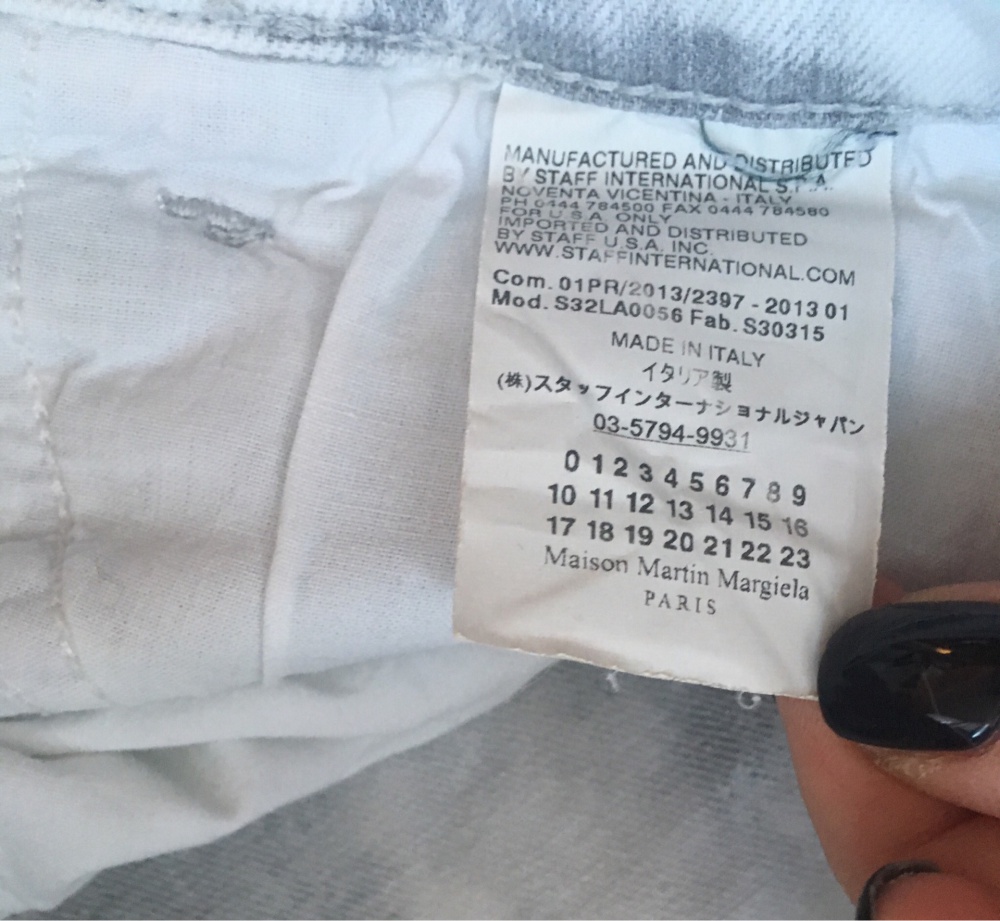 MANUFACTURED AND DISTRIBUTED
BY STAFF INTERNATIONAL S.P.A.
NOVENTA VICENTINA - ITALY
PH 0444 784500 FAX 0444 784580
FOR U.S.A. ONLY
IMPORTED AND DISTRIBUTED
BY STAFF U.S.A. INC.
WWW.STAFFINTERNATIONAL.COM
Com. 01PR/2013/2397 - 2013 01
Mod. S32LA0056 Fab. S30315
MADE IN ITALY
イタリア製
(株)スタッフインターナショナルジャパン
03-5794-9931
0 1 2 3 4 5 6 7 8 9
10 11 12 13 14 15 16
17 18 19 20 21 22 23
Maison Martin Margiela
PARIS